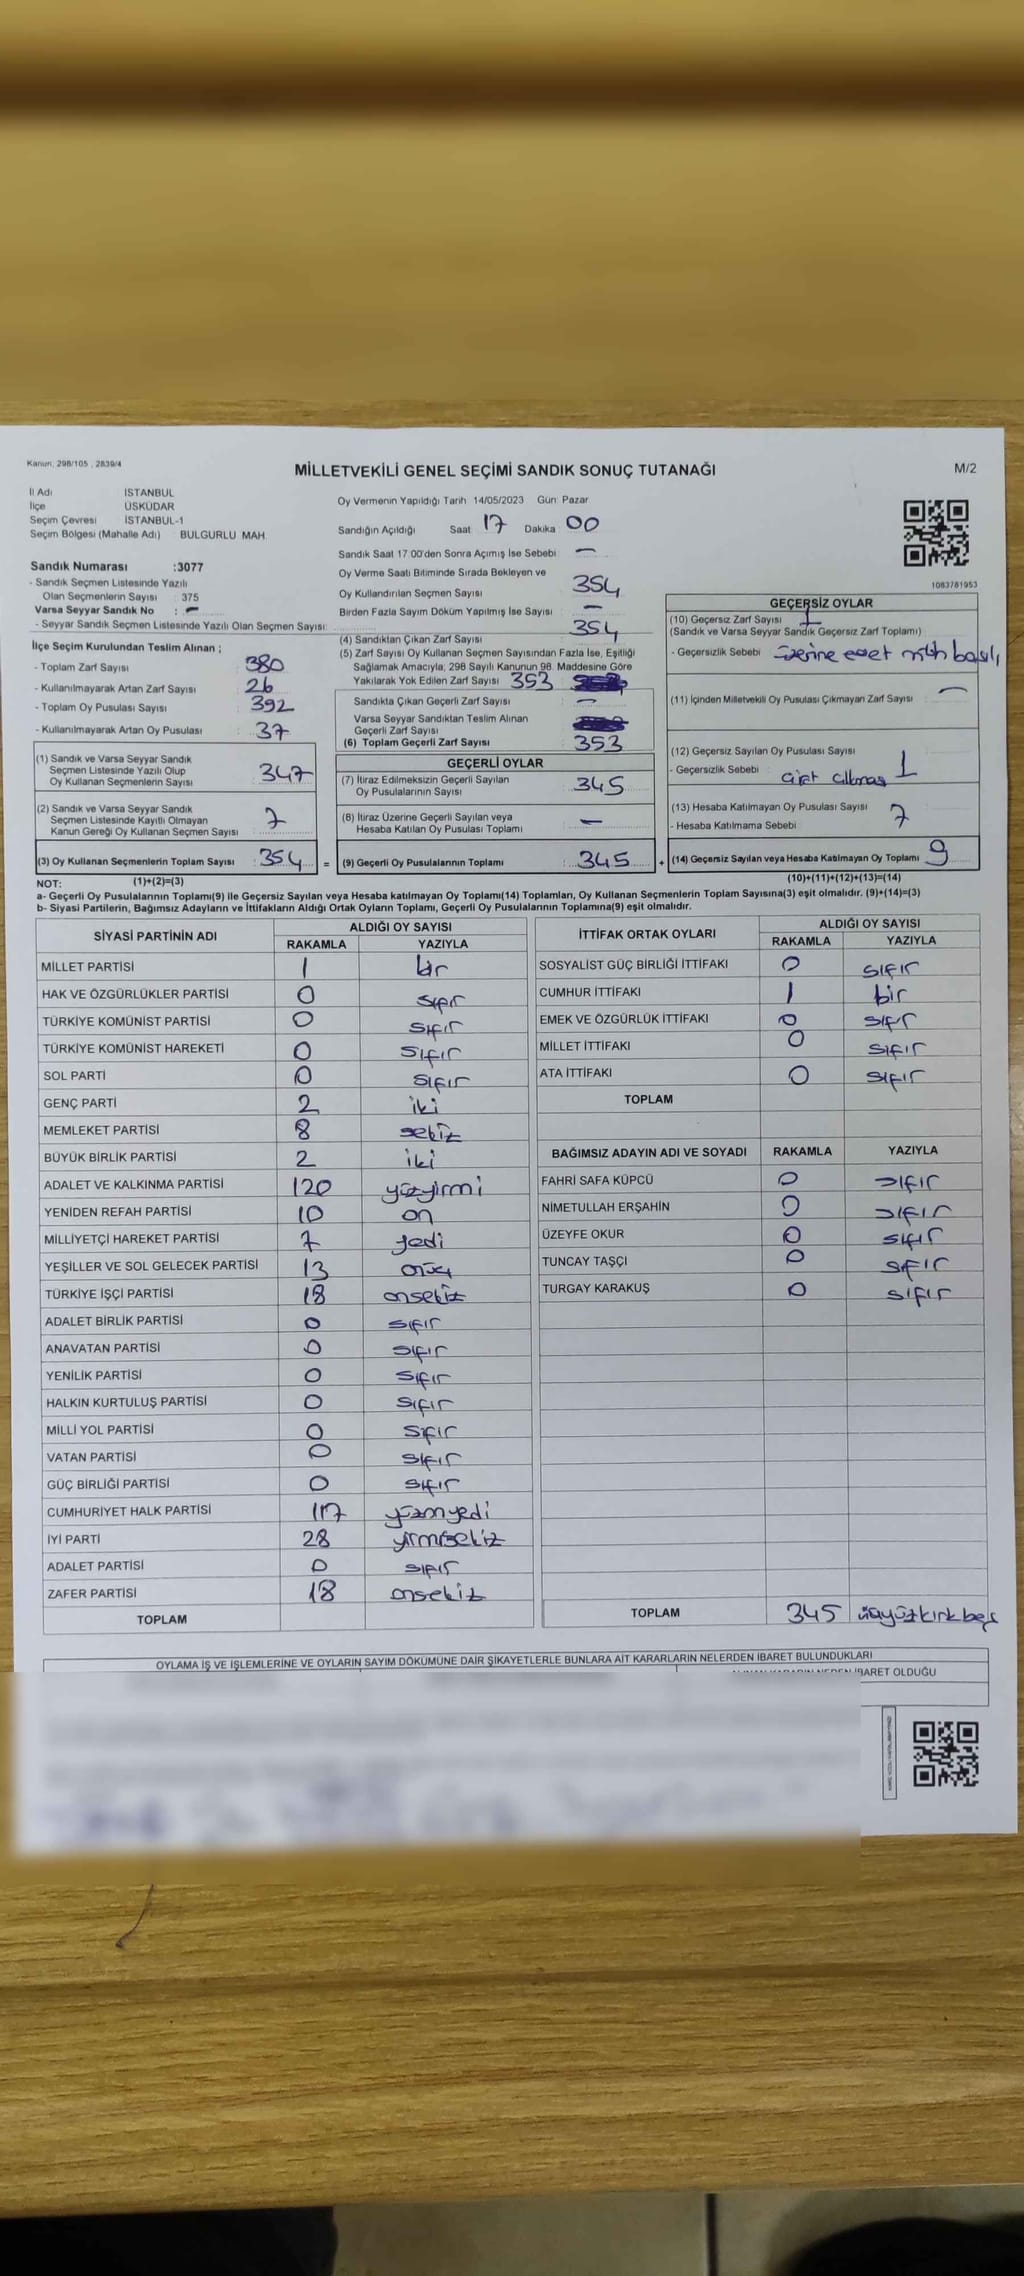 Kanun, 298/105 , 2839/4
MİLLETVEKİLİ GENEL SEÇİMİ SANDIK SONUÇ TUTANAĞI
M/2
İl Adı İSTANBUL
İlçe ÜSKÜDAR
Seçim Çevresi İSTANBUL-1
Seçim Bölgesi (Mahalle Adı) BULGURLU MAH.
Sandık Numarası :3077
- Sandık Seçmen Listesinde Yazılı
Olan Seçmenlerin Sayısı : 375
Varsa Seyyar Sandık No : -
- Seyyar Sandık Seçmen Listesinde Yazılı Olan Seçmen Sayısı:
İlçe Seçim Kurulundan Teslim Alınan ;
- Toplam Zarf Sayısı : 380
- Kullanılmayarak Artan Zarf Sayısı : 26
- Toplam Oy Pusulası Sayısı : 392
- Kullanılmayarak Artan Oy Pusulası : 37
(1) Sandık ve Varsa Seyyar Sandık
Seçmen Listesinde Yazılı Olup
Oy Kullanan Seçmenlerin Sayısı : 347
(2) Sandık ve Varsa Seyyar Sandık
Seçmen Listesinde Kayıtlı Olmayan
Kanun Gereği Oy Kullanan Seçmen Sayısı : 7
(3) Oy Kullanan Seçmenlerin Toplam Sayısı : 354 =
(1)+(2)=(3)
Oy Vermenin Yapıldığı Tarih 14/05/2023 Gün: Pazar
Sandığın Açıldığı Saat 17 Dakika 00
Sandık Saat 17:00'den Sonra Açımış İse Sebebi -
Oy Verme Saati Bitiminde Sırada Bekleyen ve
Oy Kullandırılan Seçmen Sayısı 354
Birden Fazla Sayım Döküm Yapılmış İse Sayısı -
(4) Sandıktan Çıkan Zarf Sayısı : 354
(5) Zarf Sayısı Oy Kullanan Seçmen Sayısından Fazla İse, Eşitliği
Sağlamak Amacıyla; 298 Sayılı Kanunun 98. Maddesine Göre
Yakılarak Yok Edilen Zarf Sayısı 353
Sandıkta Çıkan Geçerli Zarf Sayısı : -
Varsa Seyyar Sandıktan Teslim Alınan
Geçerli Zarf Sayısı
(6) Toplam Geçerli Zarf Sayısı : 353
GEÇERLİ OYLAR
(7) İtiraz Edilmeksizin Geçerli Sayılan
Oy Pusulalarının Sayısı : 345
(8) İtiraz Üzerine Geçerli Sayılan veya
Hesaba Katılan Oy Pusulası Toplamı : -
(9) Geçerli Oy Pusulalarının Toplamı : 345 +
1083781953
GEÇERSİZ OYLAR
(10) Geçersiz Zarf Sayısı 1
(Sandık ve Varsa Seyyar Sandık Geçersiz Zarf Toplamı)
- Geçersizlik Sebebi : üzerine evet mühh basılı
(11) İçinden Milletvekili Oy Pusulası Çıkmayan Zarf Sayısı : -
(12) Geçersiz Sayılan Oy Pusulası Sayısı : 1
- Geçersizlik Sebebi :
(13) Hesaba Katılmayan Oy Pusulası Sayısı : 7
- Hesaba Katılmama Sebebi :
(14) Geçersiz Sayılan veya Hesaba Katılmayan Oy Toplamı 9
(10)+(11)+(12)+(13)=(14)
NOT:
a- Geçerli Oy Pusulalarının Toplamı(9) ile Geçersiz Sayılan veya Hesaba katılmayan Oy Toplamı(14) Toplamları, Oy Kullanan Seçmenlerin Toplam Sayısına(3) eşit olmalıdır. (9)+(14)=(3)
b- Siyasi Partilerin, Bağımsız Adayların ve İttifakların Aldığı Ortak Oyların Toplamı, Geçerli Oy Pusulalarının Toplamına(9) eşit olmalıdır.
SİYASİ PARTİNİN ADI
ALDIĞI OY SAYISI
RAKAMLA YAZIYLA
MİLLET PARTİSİ 1 bir
HAK VE ÖZGÜRLÜKLER PARTİSİ 0 sıfır
TÜRKİYE KOMÜNİST PARTİSİ 0 sıfır
TÜRKİYE KOMÜNİST HAREKETİ 0 sıfır
SOL PARTİ 0 sıfır
GENÇ PARTİ 2 iki
MEMLEKET PARTİSİ 8 sekiz
BÜYÜK BİRLİK PARTİSİ 2 iki
ADALET VE KALKINMA PARTİSİ 120 yüzyirmi
YENİDEN REFAH PARTİSİ 10 on
MİLLİYETÇİ HAREKET PARTİSİ 7 yedi
YEŞİLLER VE SOL GELECEK PARTİSİ 13 onüç
TÜRKİYE İŞÇİ PARTİSİ 18 onsekiz
ADALET BİRLİK PARTİSİ 0 sıfır
ANAVATAN PARTİSİ 0 sıfır
YENİLİK PARTİSİ 0 sıfır
HALKIN KURTULUŞ PARTİSİ 0 sıfır
MİLLİ YOL PARTİSİ 0 sıfır
VATAN PARTİSİ 0 sıfır
GÜÇ BİRLİĞİ PARTİSİ 0 sıfır
CUMHURİYET HALK PARTİSİ 117 yüzonyedi
İYİ PARTİ 28 yirmisekiz
ADALET PARTİSİ 0 sıfır
ZAFER PARTİSİ 18 onsekiz
TOPLAM
İTTİFAK ORTAK OYLARI
ALDIĞI OY SAYISI
RAKAMLA YAZIYLA
SOSYALİST GÜÇ BİRLİĞİ İTTİFAKI 0 sıfır
CUMHUR İTTİFAKI 1 bir
EMEK VE ÖZGÜRLÜK İTTİFAKI 0 sıfır
MİLLET İTTİFAKI 0 sıfır
ATA İTTİFAKI 0 sıfır
TOPLAM
BAĞIMSIZ ADAYIN ADI VE SOYADI RAKAMLA YAZIYLA
FAHRİ SAFA KÜPCÜ 0 sıfır
NİMETULLAH ERŞAHİN 0 sıfır
ÜZEYFE OKUR 0 sıfır
TUNCAY TAŞÇI 0 sıfır
TURGAY KARAKUŞ 0 sıfır
TOPLAM 345 üçyüzkırkbeş
OYLAMA İŞ VE İŞLEMLERİNE VE OYLARIN SAYIM DÖKÜMÜNE DAİR ŞİKAYETLERLE BUNLARA AİT KARARLARIN NELERDEN İBARET BULUNDUKLARI
İBARET OLDUĞU